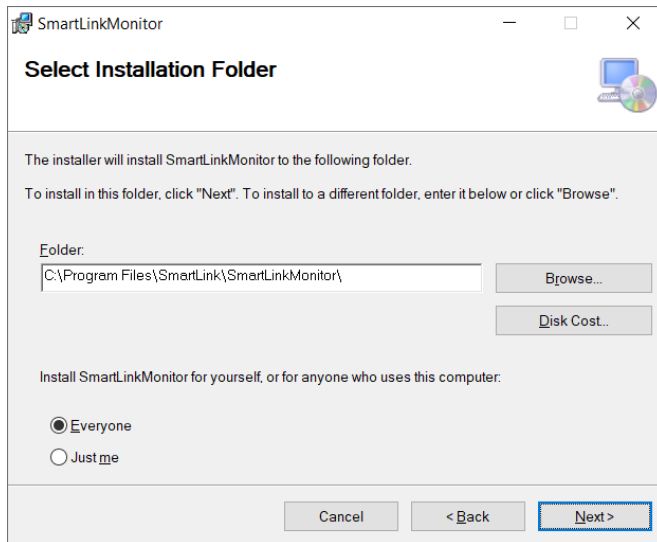 SmartLinkMonitor
Select Installation Folder
The installer will install SmartLinkMonitor to the following folder.
To install in this folder, click "Next". To install to a different folder, enter it below or click "Browse".
Folder:
C:\Program Files\SmartLink\SmartLinkMonitor\
Browse...
Disk Cost...
Install SmartLinkMonitor for yourself, or for anyone who uses this computer:
Everyone
Just me
Cancel
< Back
Next >